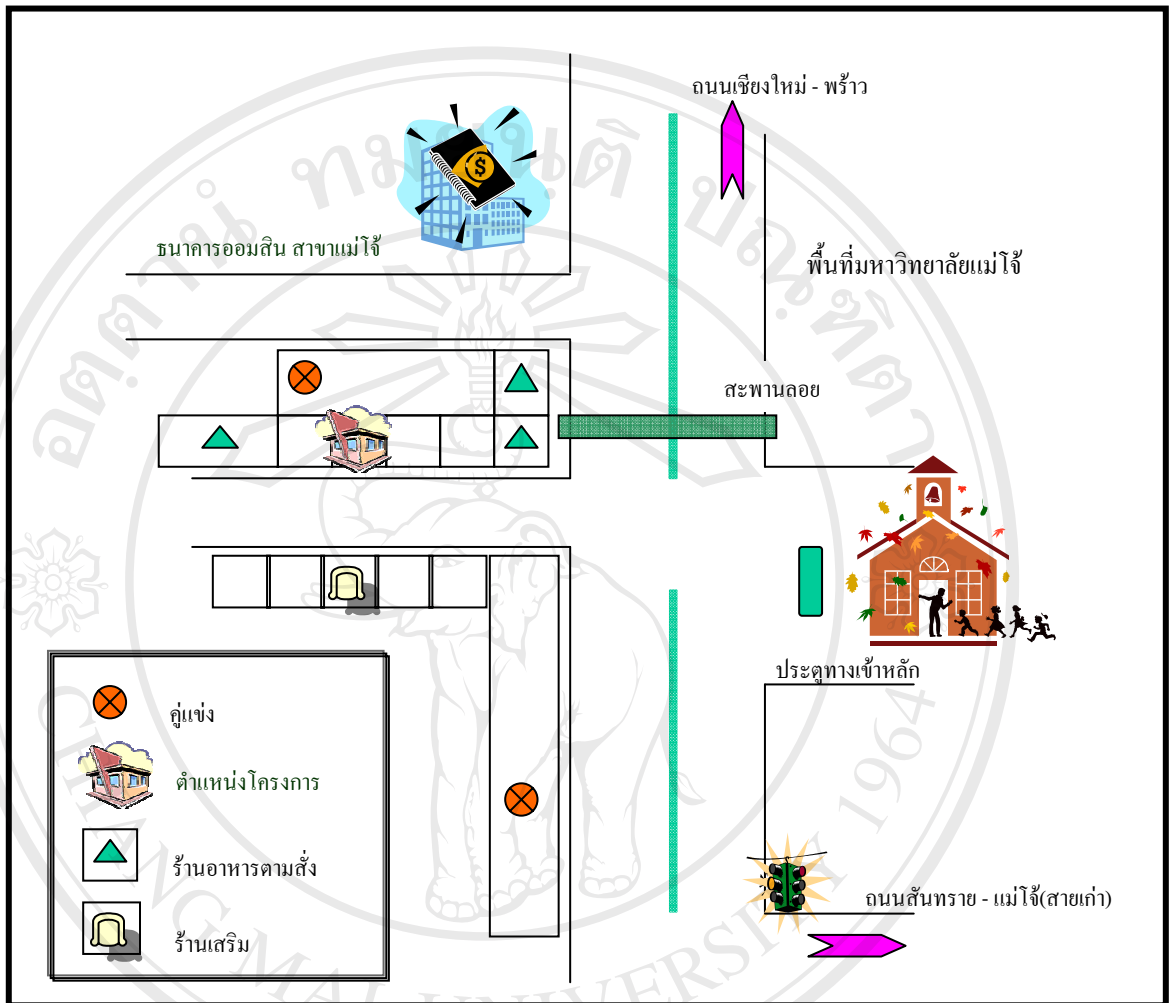 ถนนเชียงใหม่ - พร้าว
ธนาคารออมสิน สาขาแม่โจ้
พื้นที่มหาวิทยาลัยแม่โจ้
สะพานลอย
ประตูทางเข้าหลัก
คู่แข่ง
ตำแหน่งโครงการ
ร้านอาหารตามสั่ง
ร้านเสริม
ถนนสันทราย - แม่โจ้(สายเก่า)
$
CHIANG MAI UNIVERSITY 1964